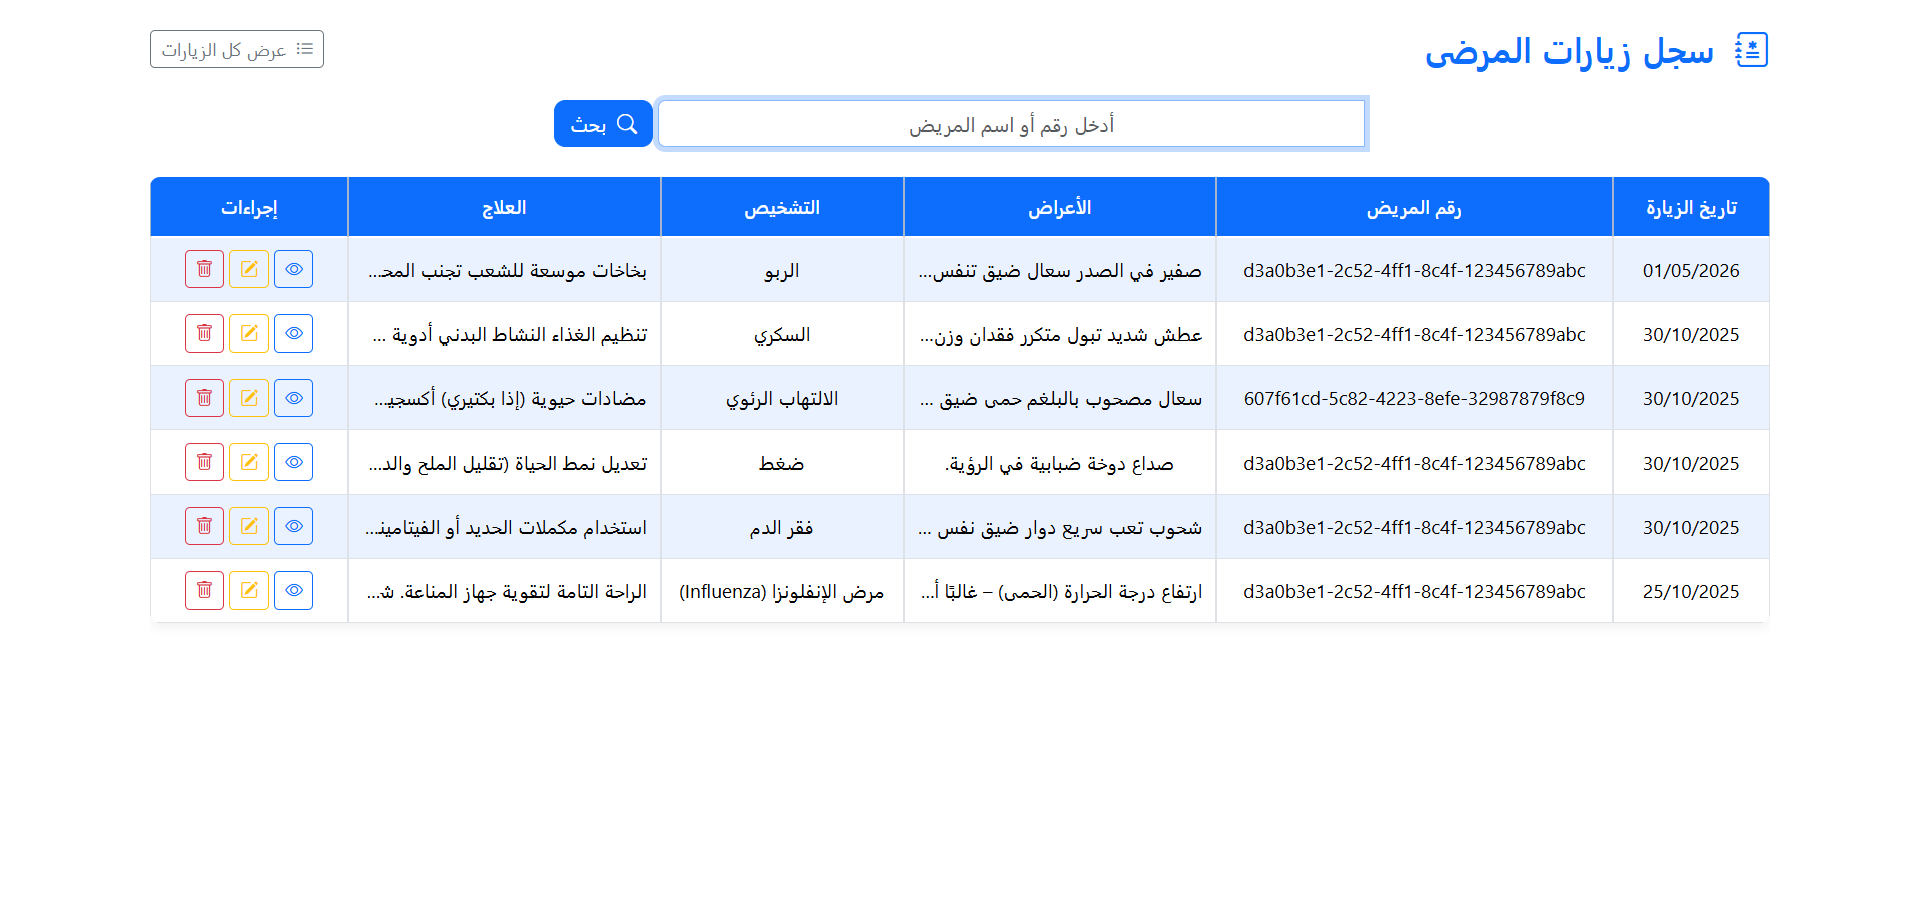 سجل زيارات المرضى
عرض كل الزيارات
أدخل رقم أو اسم المريض
بحث
تاريخ الزيارة رقم المريض الأعراض التشخيص العلاج إجراءات
01/05/2026 d3a0b3e1-2c52-4ff1-8c4f-123456789abc صفير في الصدر سعال ضيق تنفس... الربو بخاخات موسعة للشعب تجنب المحـ...
30/10/2025 d3a0b3e1-2c52-4ff1-8c4f-123456789abc عطش شديد تبول متكرر فقدان وزن... السكري تنظيم الغذاء النشاط البدني أدوية ...
30/10/2025 607f61cd-5c82-4223-8efe-32987879f8c9 سعال مصحوب بالبلغم حمى ضيق ... الالتهاب الرئوي مضادات حيوية (إذا بكتيري) أكسجيـ...
30/10/2025 d3a0b3e1-2c52-4ff1-8c4f-123456789abc صداع دوخة ضبابية في الرؤية. ضغط تعديل نمط الحياة (تقليل الملح والد...
30/10/2025 d3a0b3e1-2c52-4ff1-8c4f-123456789abc شحوب تعب سريع دوار ضيق نفس ... فقر الدم استخدام مكملات الحديد أو الفيتامينـ...
25/10/2025 d3a0b3e1-2c52-4ff1-8c4f-123456789abc ارتفاع درجة الحرارة (الحمى) – غالبًا أ... مرض الإنفلونزا (Influenza) الراحة التامة لتقوية جهاز المناعة. شـ...